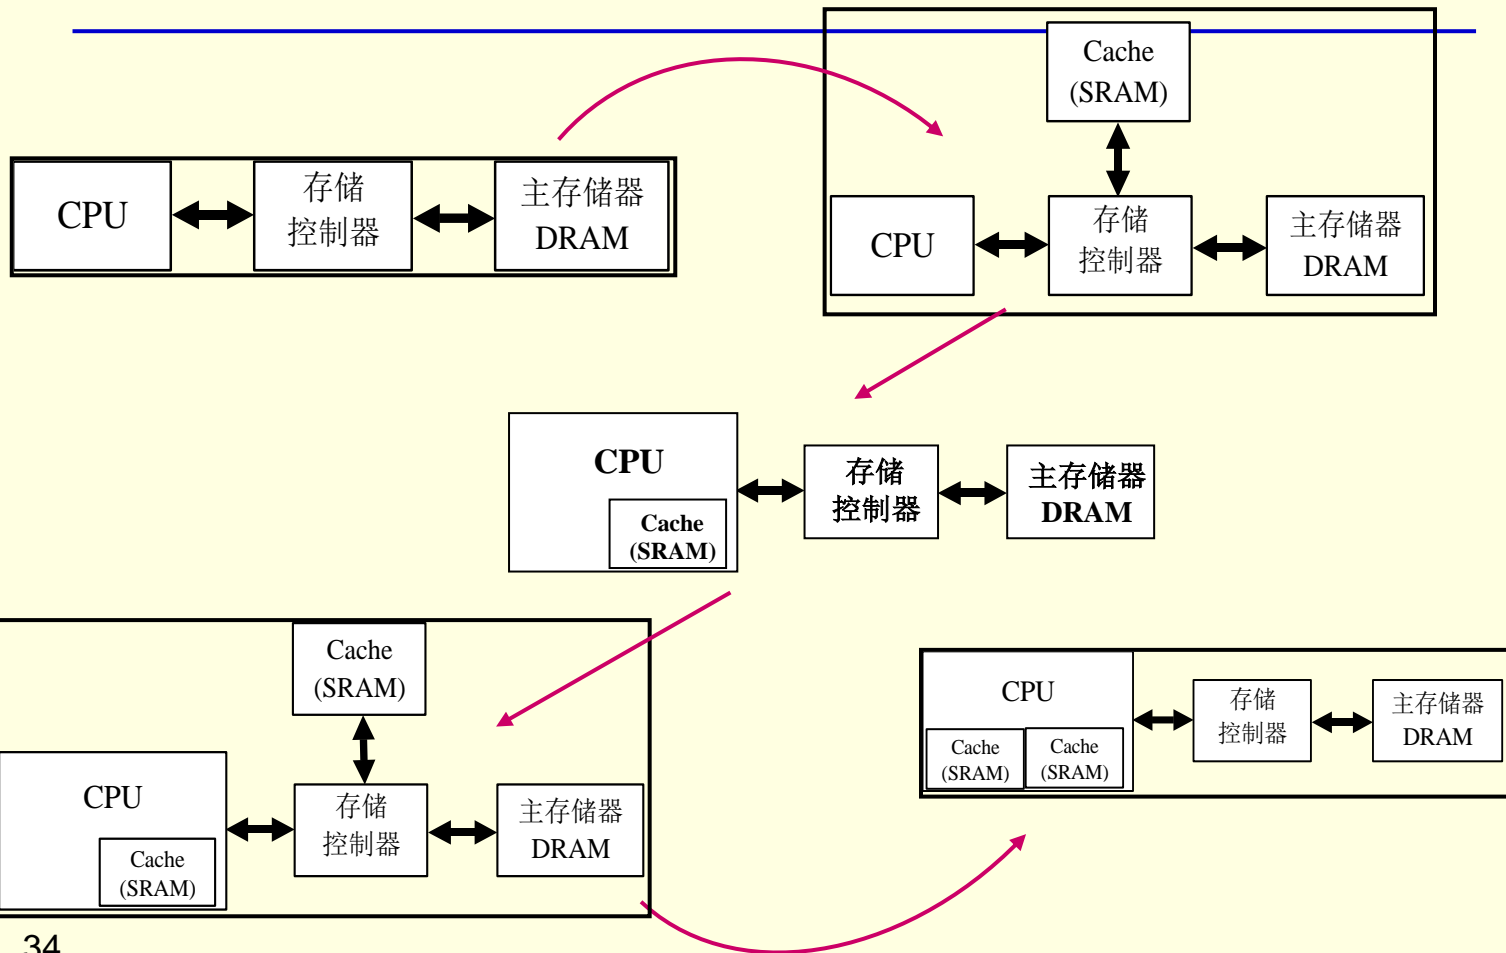 CPU
存储
控制器
主存储器
DRAM
Cache
(SRAM)
CPU
存储
控制器
主存储器
DRAM
CPU
Cache
(SRAM)
存储
控制器
主存储器
DRAM
Cache
(SRAM)
CPU
Cache
(SRAM)
存储
控制器
主存储器
DRAM
CPU
Cache
(SRAM)
Cache
(SRAM)
存储
控制器
主存储器
DRAM
34